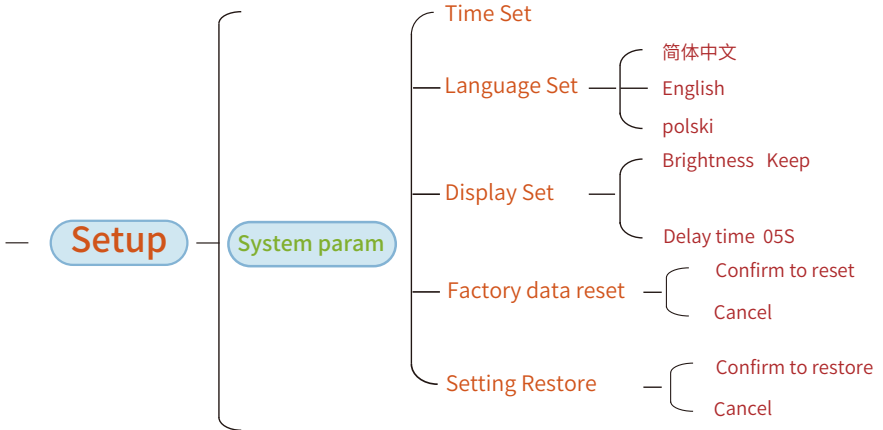 Setup
System param
Time Set
Language Set
简体中文
English
polski
Display Set
Brightness Keep
Delay time 05S
Factory data reset
Confirm to reset
Cancel
Setting Restore
Confirm to restore
Cancel